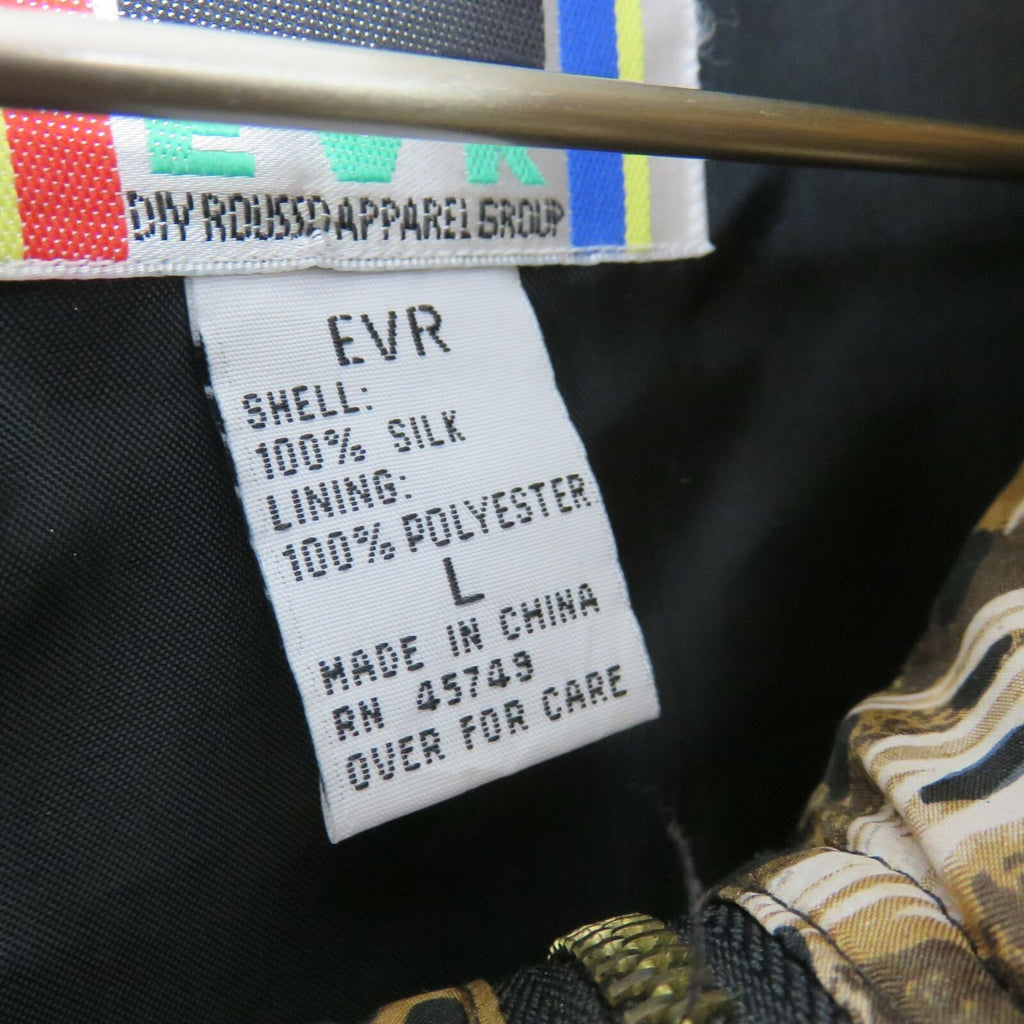 EVR
DIV ROUSSO APPAREL GROUP
EVR
SHELL:
100% SILK
LINING:
100% POLYESTER
L
MADE IN CHINA
RN 45749
OVER FOR CARE